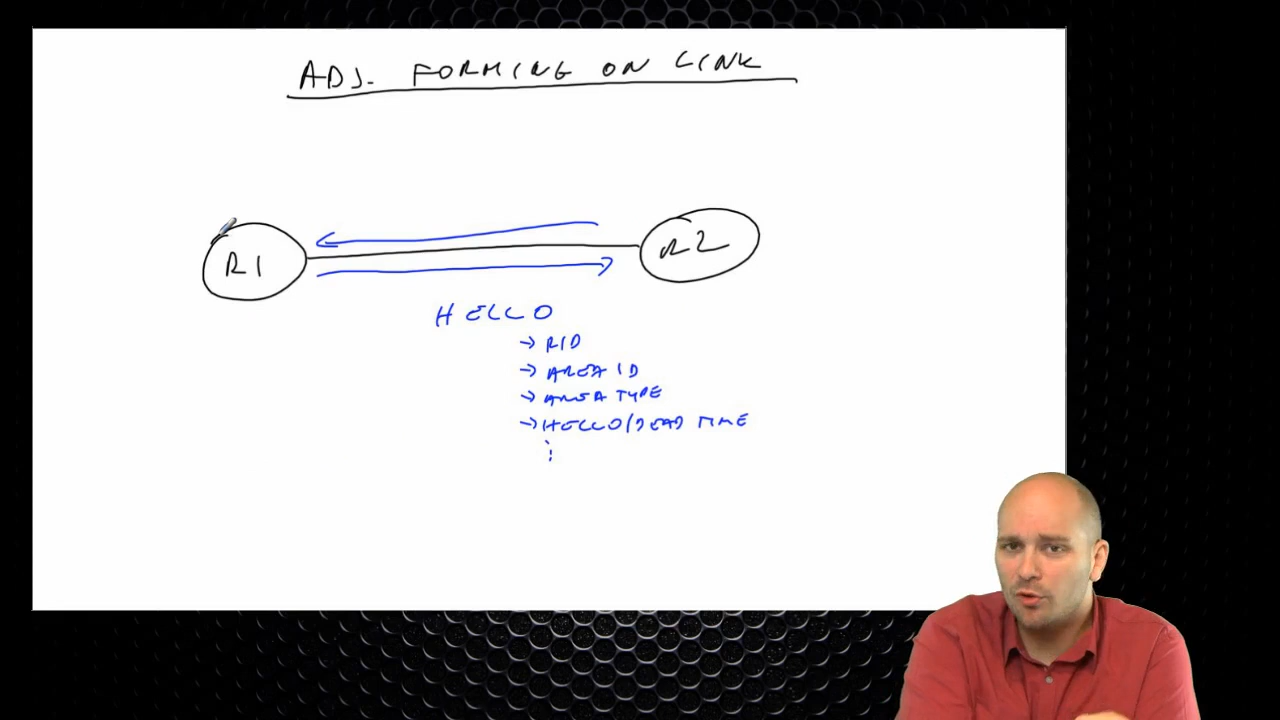 ADJ. FORMING ON LINK
R1
R2
HELLO
→ RID
→ AREA ID
→ AREA TYPE
→ HELLO/DEAD TIME
⋮